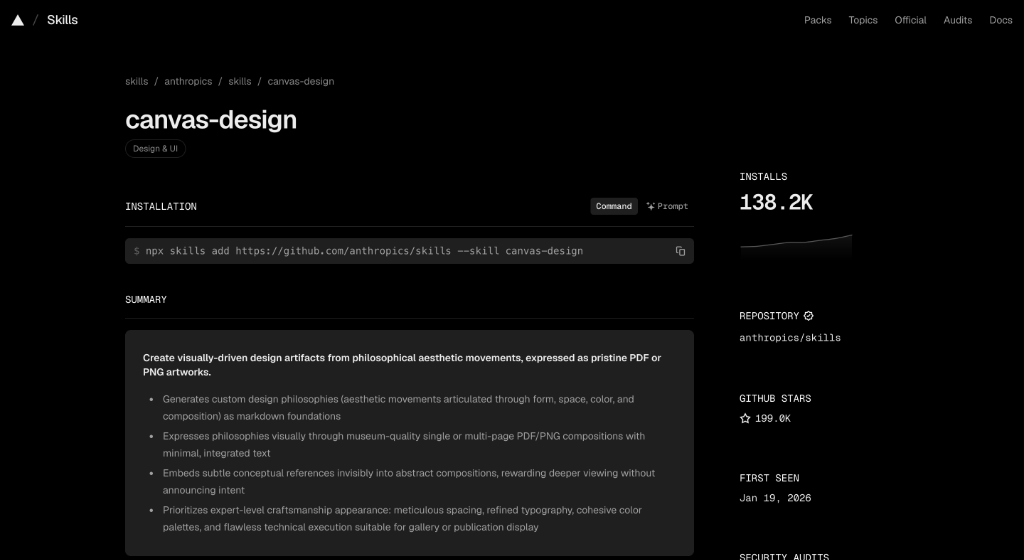 / Skills
Packs Topics Official Audits Docs
skills / anthropics / skills / canvas-design
canvas-design
Design & UI
INSTALLATION
Command Prompt
$ npx skills add https://github.com/anthropics/skills --skill canvas-design
SUMMARY
Create visually-driven design artifacts from philosophical aesthetic movements, expressed as pristine PDF or
PNG artworks.
• Generates custom design philosophies (aesthetic movements articulated through form, space, color, and
composition) as markdown foundations
• Expresses philosophies visually through museum-quality single or multi-page PDF/PNG compositions with
minimal, integrated text
• Embeds subtle conceptual references invisibly into abstract compositions, rewarding deeper viewing without
announcing intent
• Prioritizes expert-level craftsmanship appearance: meticulous spacing, refined typography, cohesive color
palettes, and flawless technical execution suitable for gallery or publication display
INSTALLS
138.2K
REPOSITORY
anthropics/skills
GITHUB STARS
199.0K
FIRST SEEN
Jan 19, 2026
SECURITY AUDITS